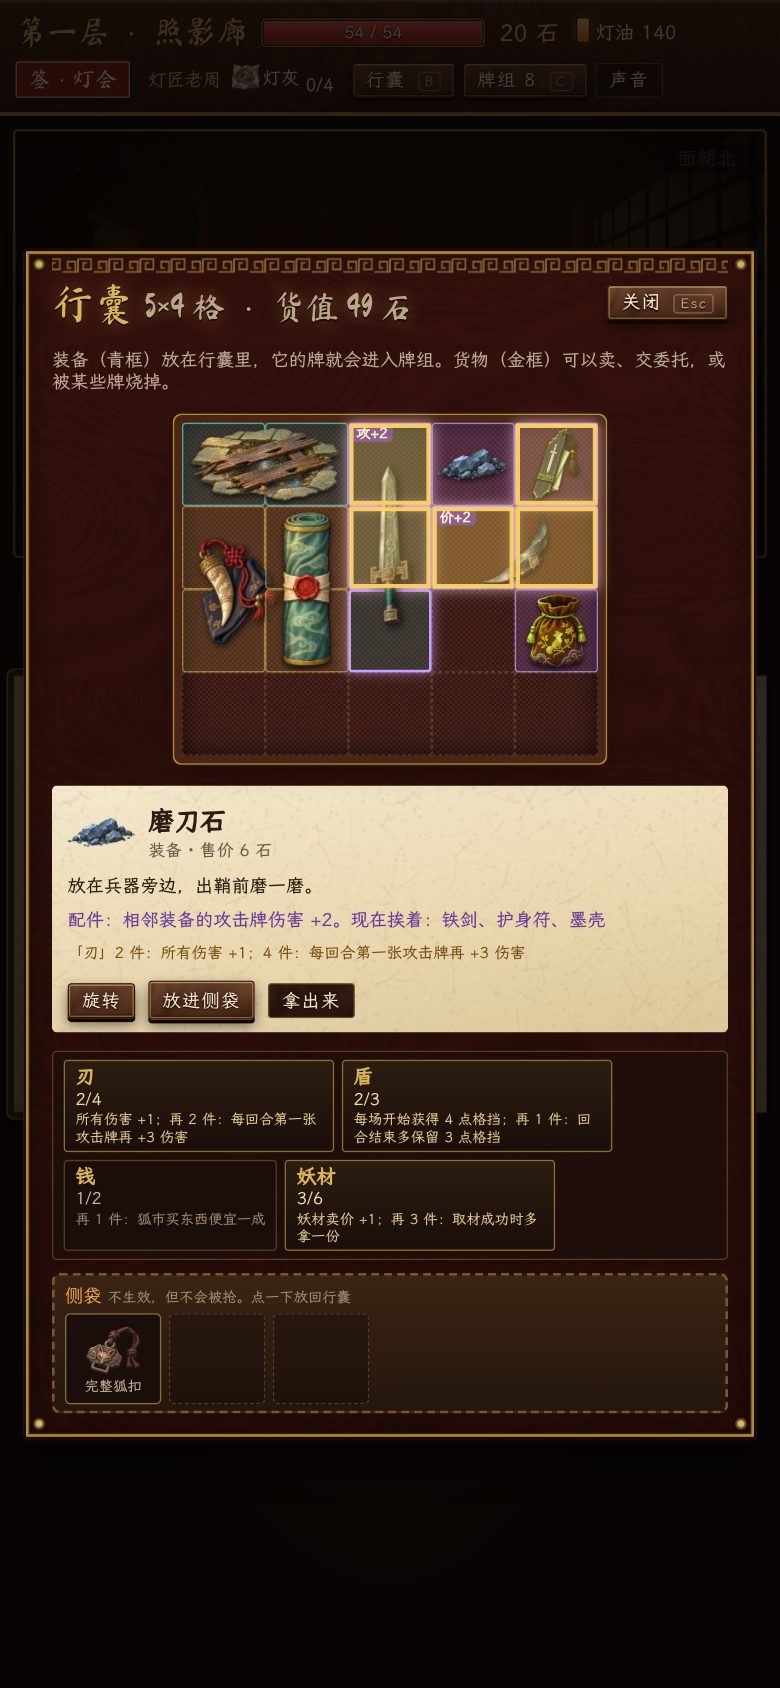 第一层 · 照影廊
54 / 54
20 石
灯油 140
签 · 灯会
灯匠老周
灯灰 0/4
行囊 B
牌组 8 C
声音
面朝北
行囊 5×4 格 · 货值 49 石
关闭 Esc
装备（青框）放在行囊里，它的牌就会进入牌组。货物（金框）可以卖、交委托，或
被某些牌烧掉。
攻+2
价+2
磨刀石
装备·售价 6 石
放在兵器旁边，出鞘前磨一磨。
配件：相邻装备的攻击牌伤害 +2。现在挨着：铁剑、护身符、墨壳
「刃」2 件：所有伤害 +1；4 件：每回合第一张攻击牌再 +3 伤害
旋转
放进侧袋
拿出来
刃
2/4
所有伤害 +1；再 2 件：每回合第一张
攻击牌再 +3 伤害
盾
2/3
每场开始获得 4 点格挡；再 1 件：回
合结束多保留 3 点格挡
钱
1/2
再 1 件：狐市买东西便宜一成
妖材
3/6
妖材卖价 +1；再 3 件：取材成功时多
拿一份
侧袋 不生效，但不会被抢。点一下放回行囊
完整狐扣